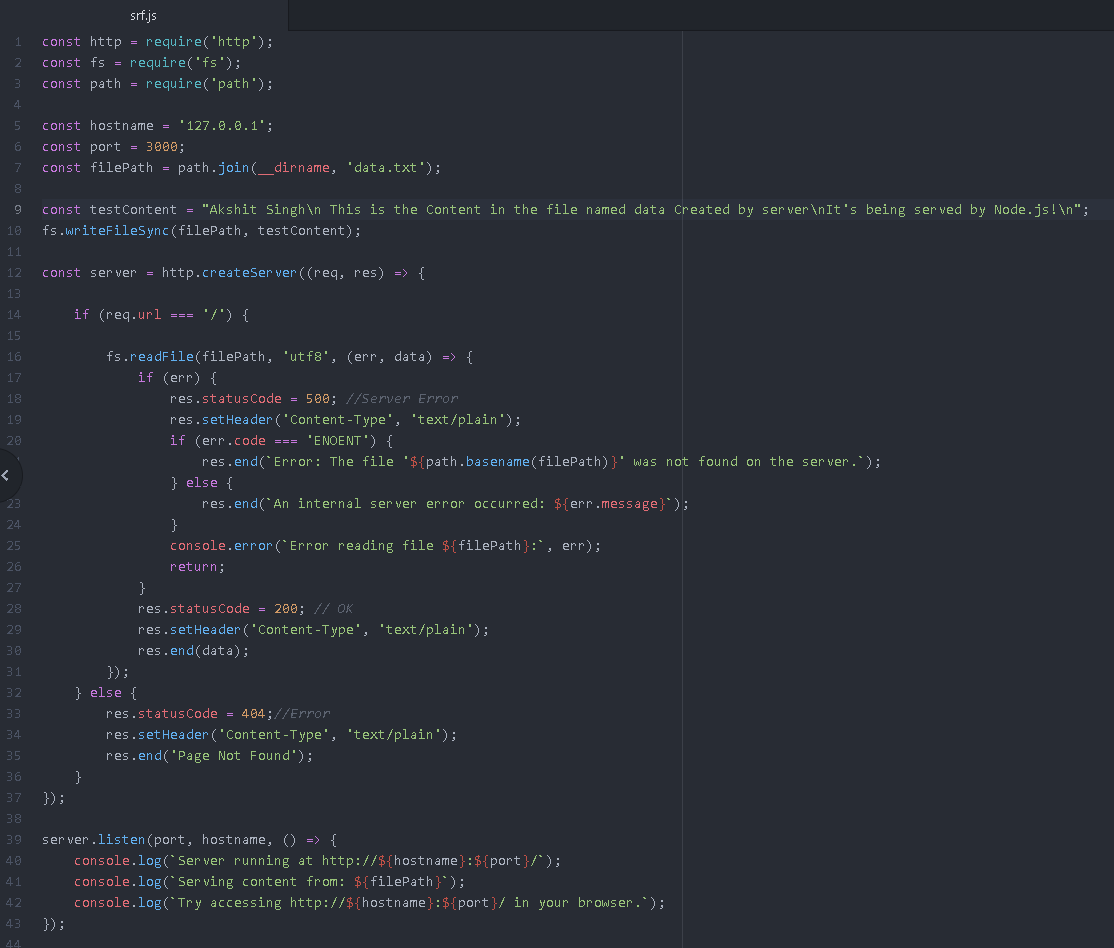 srf.js
1 const http = require('http');
2 const fs = require('fs');
3 const path = require('path');
4
5 const hostname = '127.0.0.1';
6 const port = 3000;
7 const filePath = path.join(__dirname, 'data.txt');
8
9 const testContent = "Akshit Singh\n This is the Content in the file named data Created by server\nIt's being served by Node.js!\n";
10 fs.writeFileSync(filePath, testContent);
11
12 const server = http.createServer((req, res) => {
13
14     if (req.url === '/') {
15
16         fs.readFile(filePath, 'utf8', (err, data) => {
17             if (err) {
18                 res.statusCode = 500; //Server Error
19                 res.setHeader('Content-Type', 'text/plain');
20                 if (err.code === 'ENOENT') {
                    res.end(`Error: The file '${path.basename(filePath)}' was not found on the server.`);
                } else {
23                     res.end(`An internal server error occurred: ${err.message}`);
24                 }
25                 console.error(`Error reading file ${filePath}:`, err);
26                 return;
27             }
28             res.statusCode = 200; // OK
29             res.setHeader('Content-Type', 'text/plain');
30             res.end(data);
31         });
32     } else {
33         res.statusCode = 404;//Error
34         res.setHeader('Content-Type', 'text/plain');
35         res.end('Page Not Found');
36     }
37 });
38
39 server.listen(port, hostname, () => {
40     console.log(`Server running at http://${hostname}:${port}/`);
41     console.log(`Serving content from: ${filePath}`);
42     console.log(`Try accessing http://${hostname}:${port}/ in your browser.`);
43 });
44